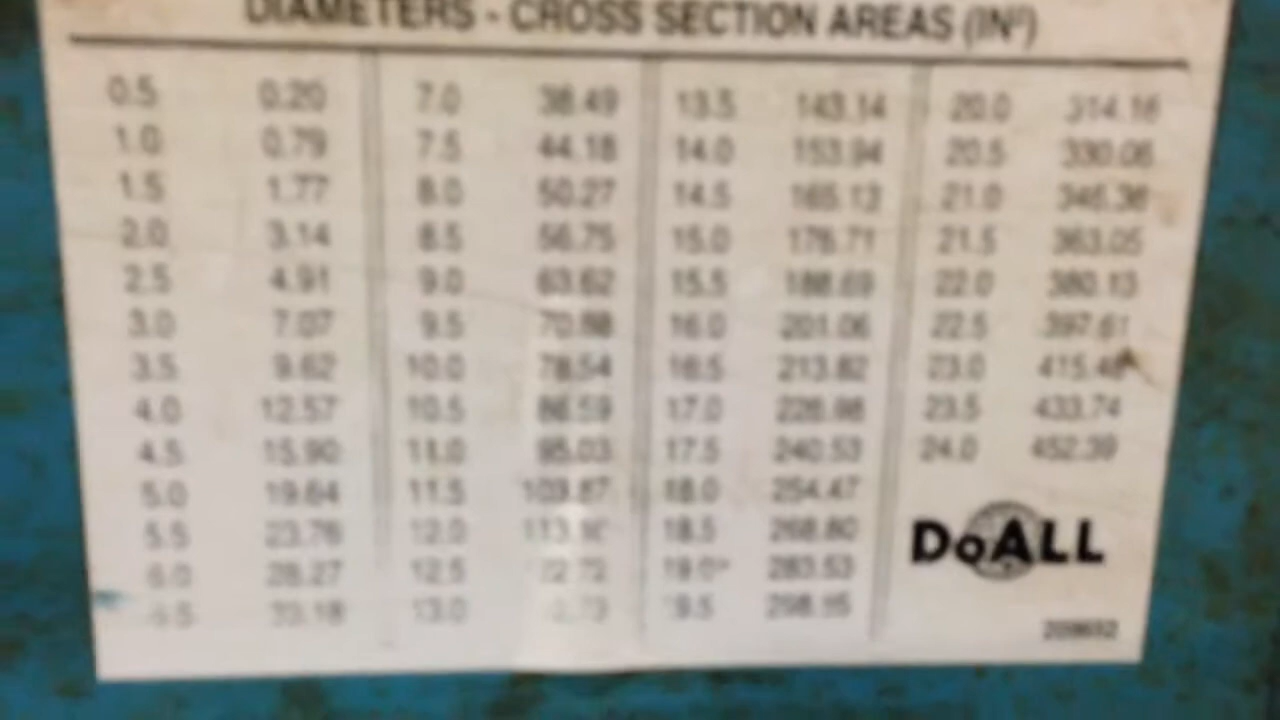 DIAMETERS - CROSS SECTION AREAS (IN²)
0.5 0.20 7.0 38.49 13.5 143.14 20.0 314.16
1.0 0.79 7.5 44.18 14.0 153.94 20.5 330.06
1.5 1.77 8.0 50.27 14.5 165.13 21.0 346.36
2.0 3.14 8.5 56.75 15.0 176.71 21.5 363.05
2.5 4.91 9.0 63.62 15.5 188.69 22.0 380.13
3.0 7.07 9.5 70.88 16.0 201.06 22.5 397.61
3.5 9.62 10.0 78.54 16.5 213.82 23.0
4.0 12.57 10.5 86.59 17.0 226.98 23.5 433.74
4.5 15.90 11.0 95.03 17.5 240.53 24.0 452.39
5.0 19.64 11.5 103.87 18.0 254.47
5.5 23.76 12.0 18.5 268.80
6.0 28.27 12.5 19.0 283.53
33.18 13.0
DoALL